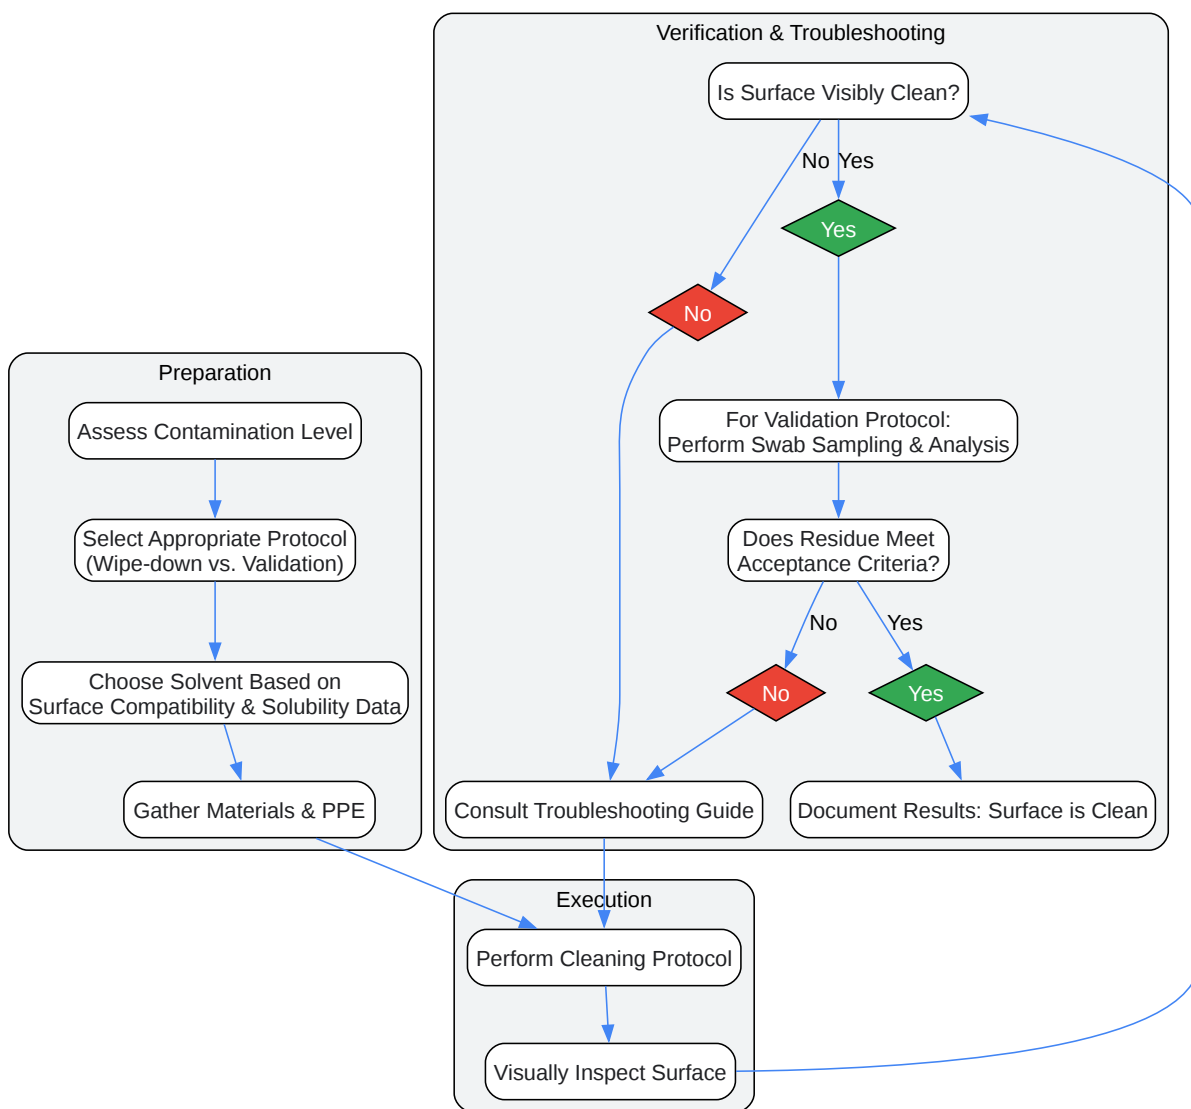 Verification & Troubleshooting
Is Surface Visibly Clean?
No
Yes
Yes
No
For Validation Protocol:
Perform Swab Sampling & Analysis
Does Residue Meet
Acceptance Criteria?
No
Yes
No
Yes
Consult Troubleshooting Guide
Document Results: Surface is Clean
Preparation
Assess Contamination Level
Select Appropriate Protocol
(Wipe-down vs. Validation)
Choose Solvent Based on
Surface Compatibility & Solubility Data
Gather Materials & PPE
Execution
Perform Cleaning Protocol
Visually Inspect Surface